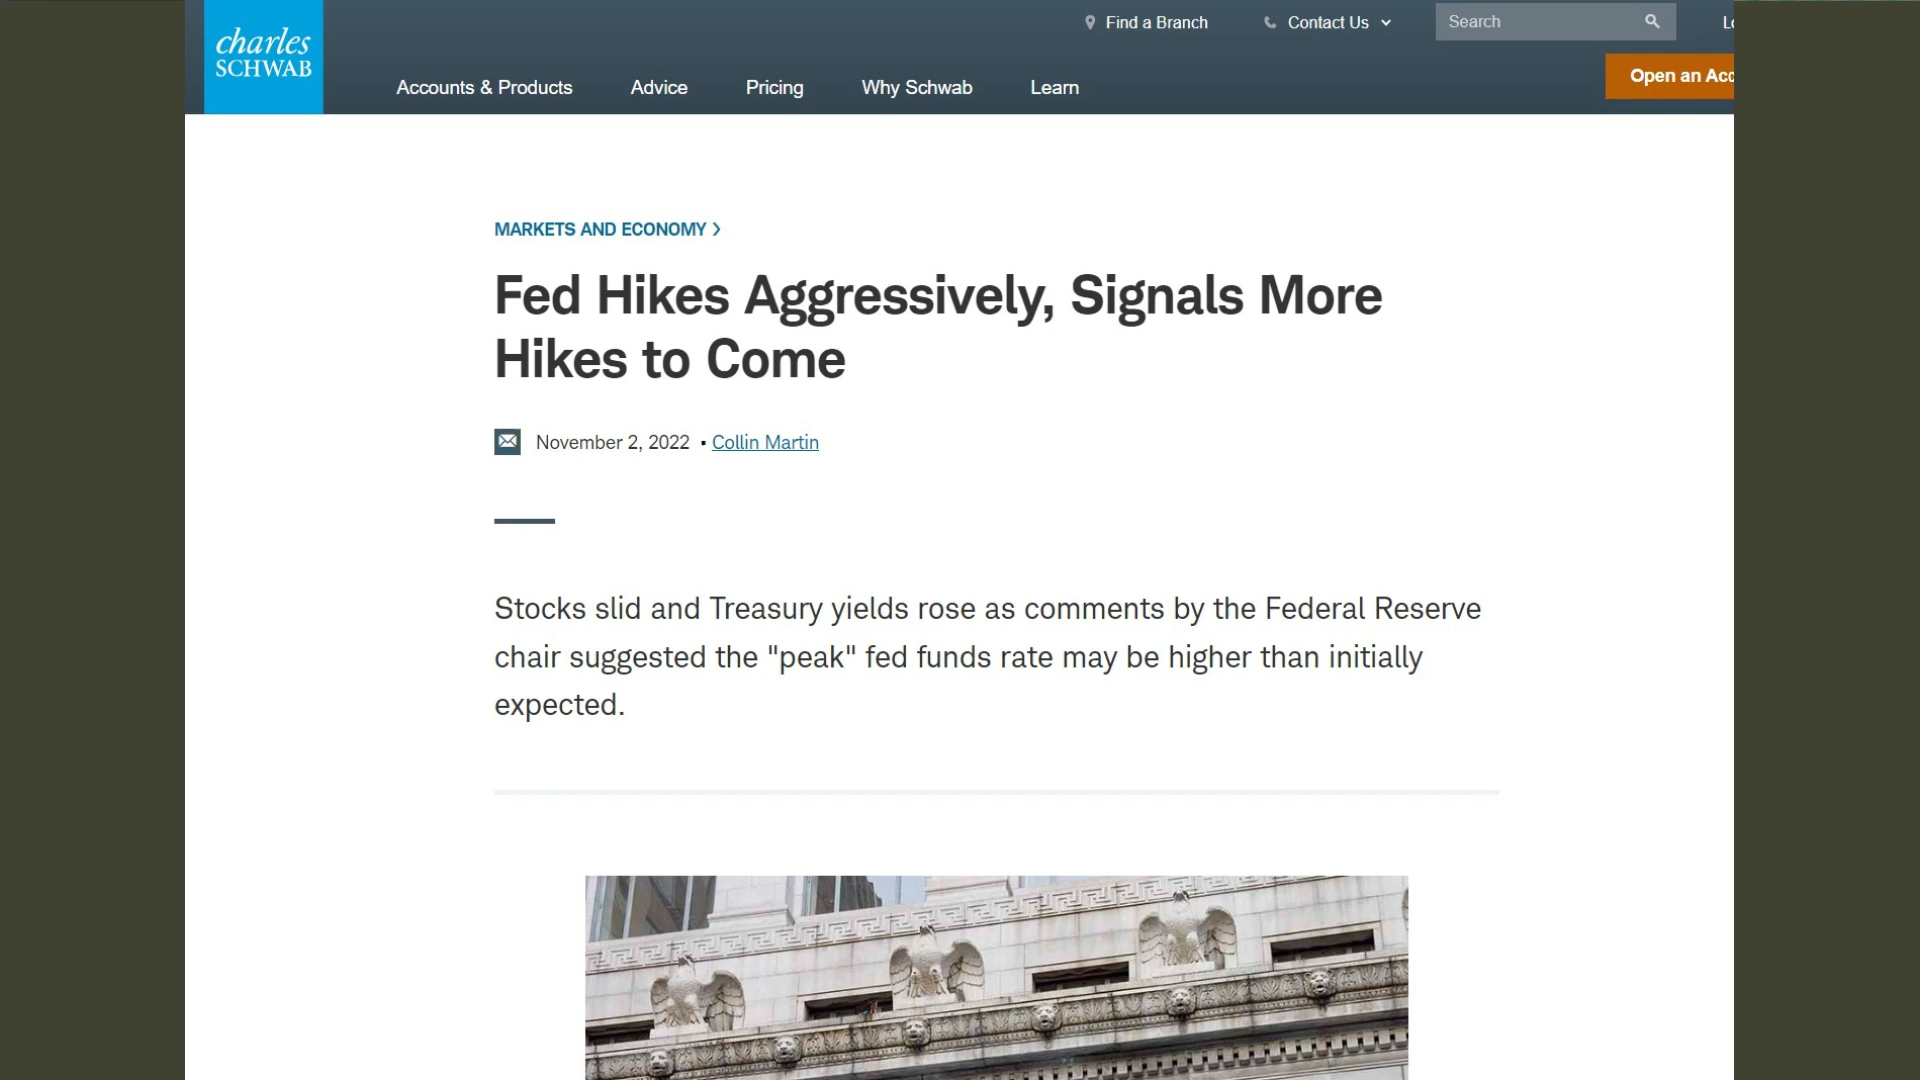 charles
SCHWAB
Find a Branch
Contact Us
Search
Lo
Accounts & Products
Advice
Pricing
Why Schwab
Learn
Open an Acc
MARKETS AND ECONOMY
Fed Hikes Aggressively, Signals More
Hikes to Come
November 2, 2022 • Collin Martin
Stocks slid and Treasury yields rose as comments by the Federal Reserve
chair suggested the "peak" fed funds rate may be higher than initially
expected.